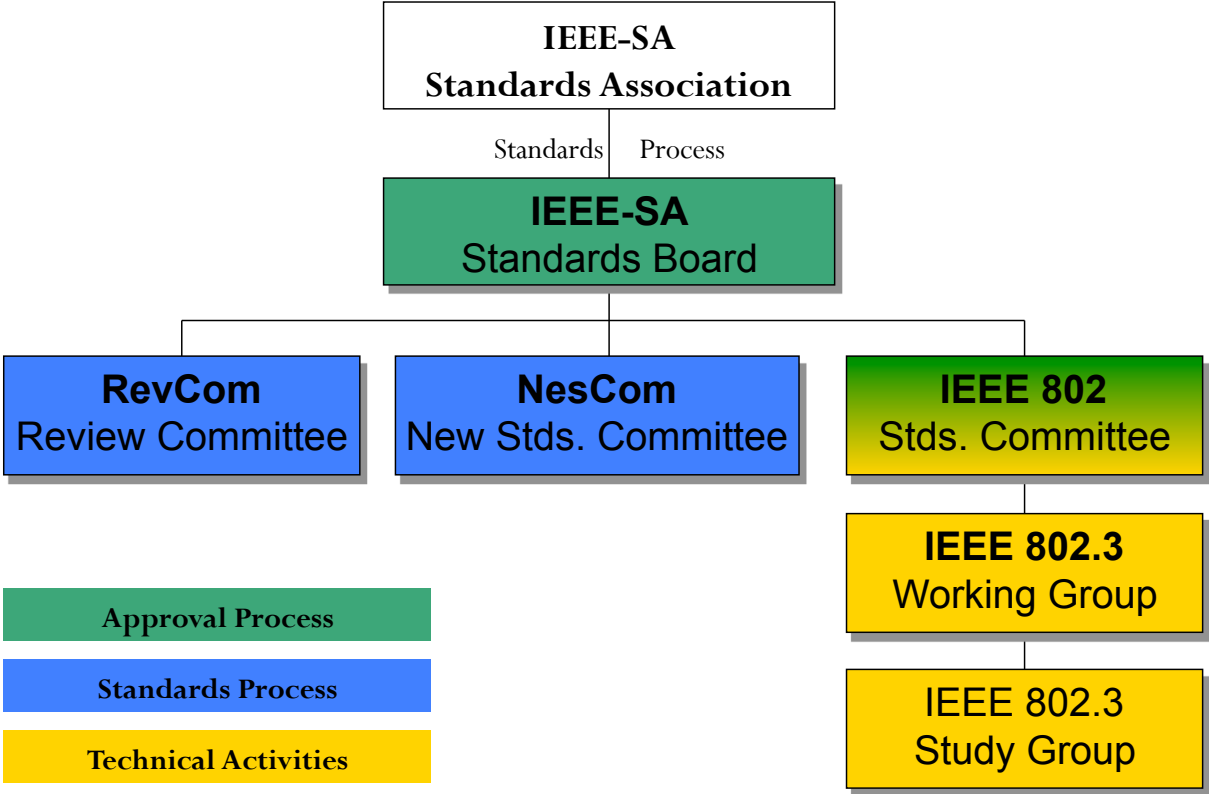 IEEE-SA
Standards Association
Standards Process
IEEE-SA
Standards Board
RevCom
Review Committee
NesCom
New Stds. Committee
IEEE 802
Stds. Committee
IEEE 802.3
Working Group
IEEE 802.3
Study Group
Approval Process
Standards Process
Technical Activities